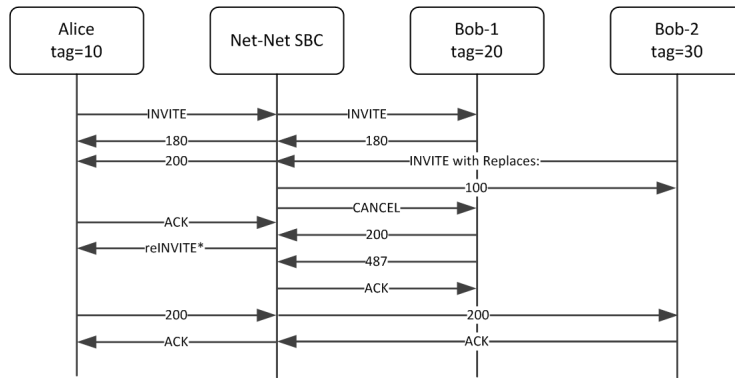 Alice
tag=10
Net-Net SBC
Bob-1
tag=20
Bob-2
tag=30
INVITE
INVITE
180
180
200
INVITE with Replaces:
100
CANCEL
ACK
200
reINVITE*
487
ACK
200
200
ACK
ACK